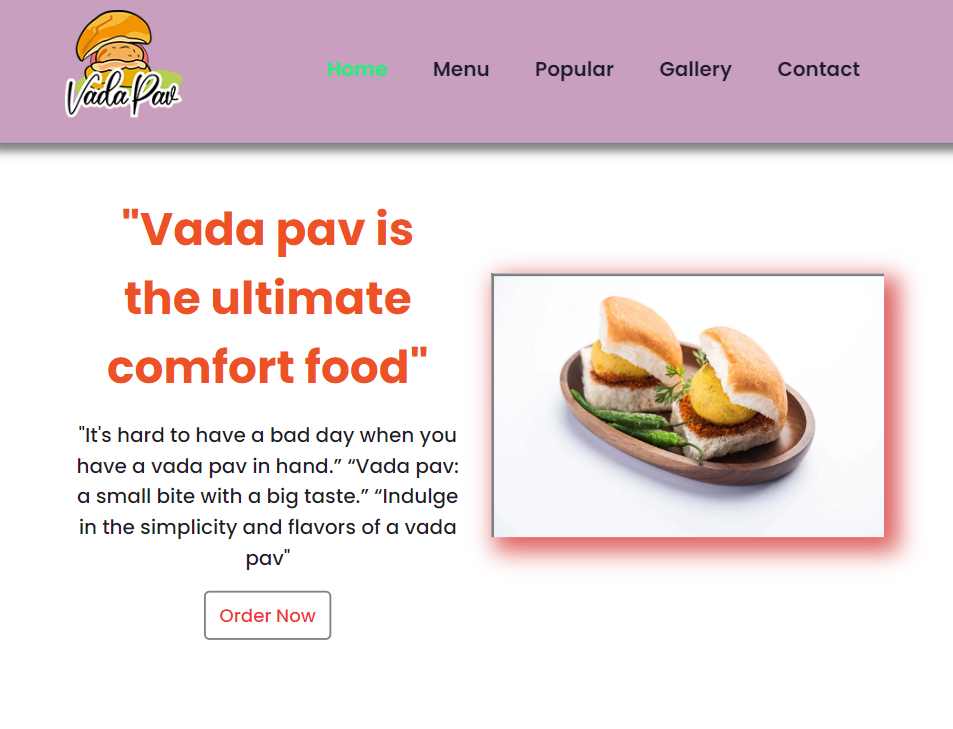 Vada Pav
Home Menu Popular Gallery Contact
"Vada pav is
the ultimate
comfort food"
"It's hard to have a bad day when you
have a vada pav in hand.” “Vada pav:
a small bite with a big taste.” “Indulge
in the simplicity and flavors of a vada
pav"
Order Now